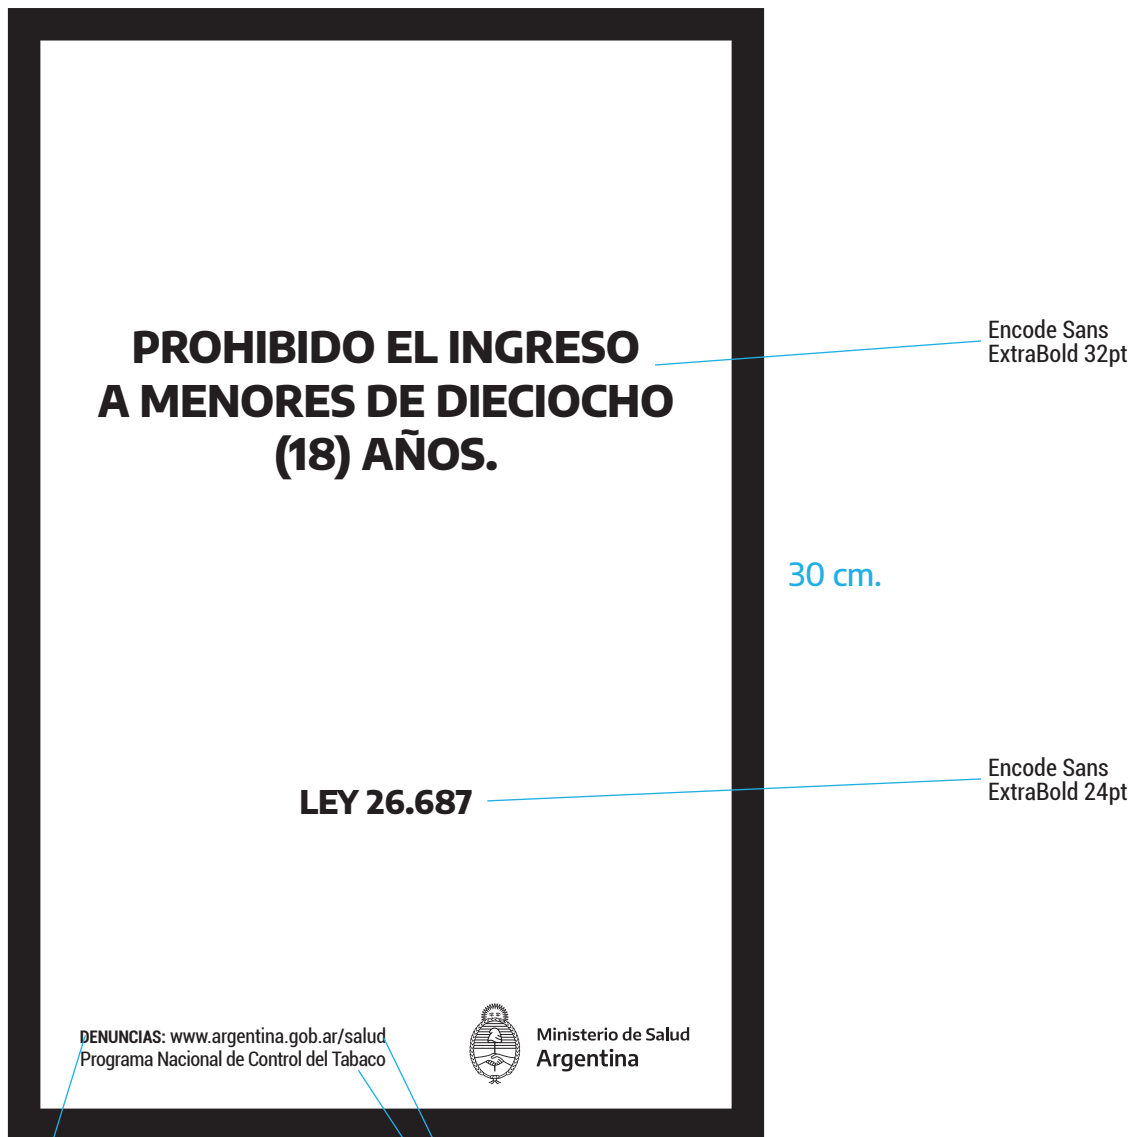 PROHIBIDO EL INGRESO
A MENORES DE DIECIOCHO
(18) AÑOS.
Encode Sans
ExtraBold 32pt
30 cm.
LEY 26.687
Encode Sans
ExtraBold 24pt
DENUNCIAS: www.argentina.gob.ar/salud
Programa Nacional de Control del Tabaco
Ministerio de Salud
Argentina